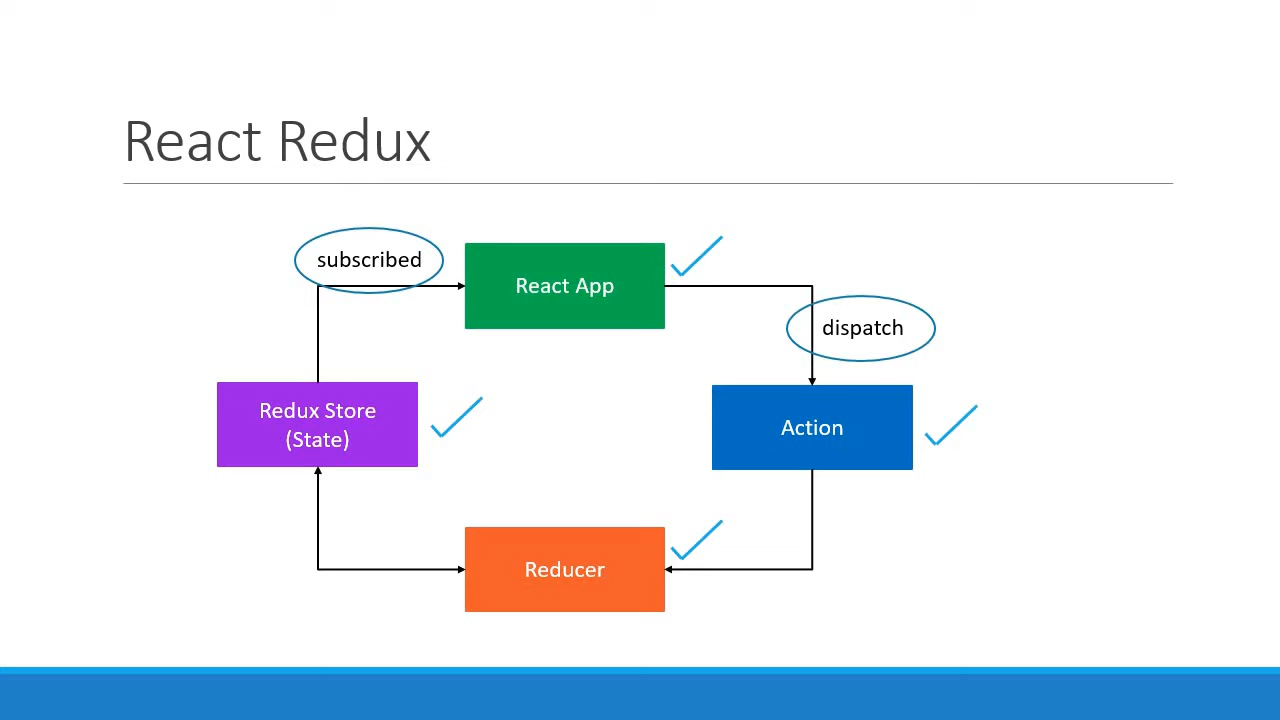 React Redux
subscribed
React App
dispatch
Redux Store
(State)
Action
Reducer